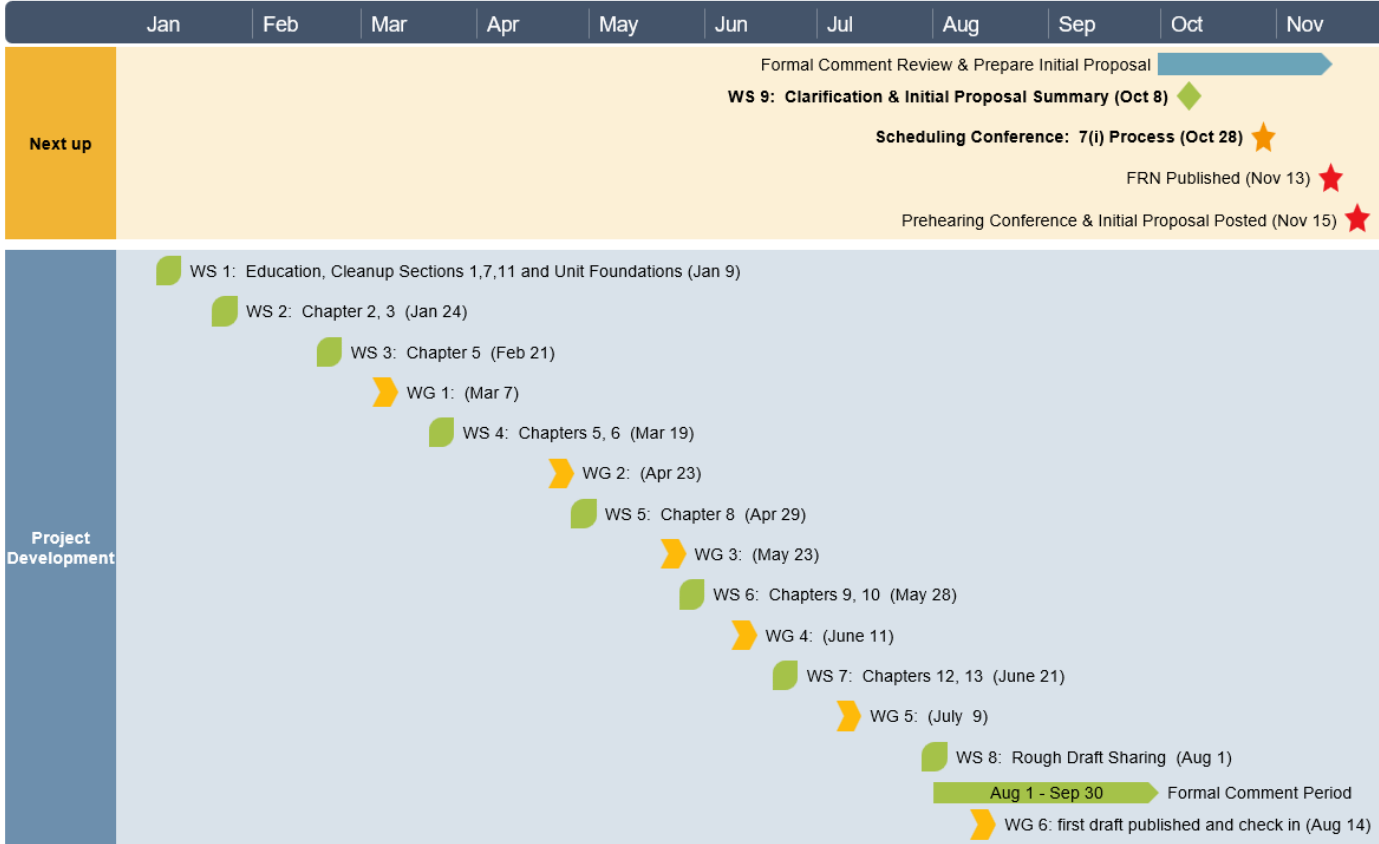 Jan Feb Mar Apr May Jun Jul Aug Sep Oct Nov
Next up
Formal Comment Review & Prepare Initial Proposal
WS 9: Clarification & Initial Proposal Summary (Oct 8)
Scheduling Conference: 7(i) Process (Oct 28)
FRN Published (Nov 13)
Prehearing Conference & Initial Proposal Posted (Nov 15)
Project
Development
WS 1: Education, Cleanup Sections 1,7,11 and Unit Foundations (Jan 9)
WS 2: Chapter 2, 3 (Jan 24)
WS 3: Chapter 5 (Feb 21)
WG 1: (Mar 7)
WS 4: Chapters 5, 6 (Mar 19)
WG 2: (Apr 23)
WS 5: Chapter 8 (Apr 29)
WG 3: (May 23)
WS 6: Chapters 9, 10 (May 28)
WG 4: (June 11)
WS 7: Chapters 12, 13 (June 21)
WG 5: (July 9)
WS 8: Rough Draft Sharing (Aug 1)
Aug 1 - Sep 30 Formal Comment Period
WG 6: first draft published and check in (Aug 14)